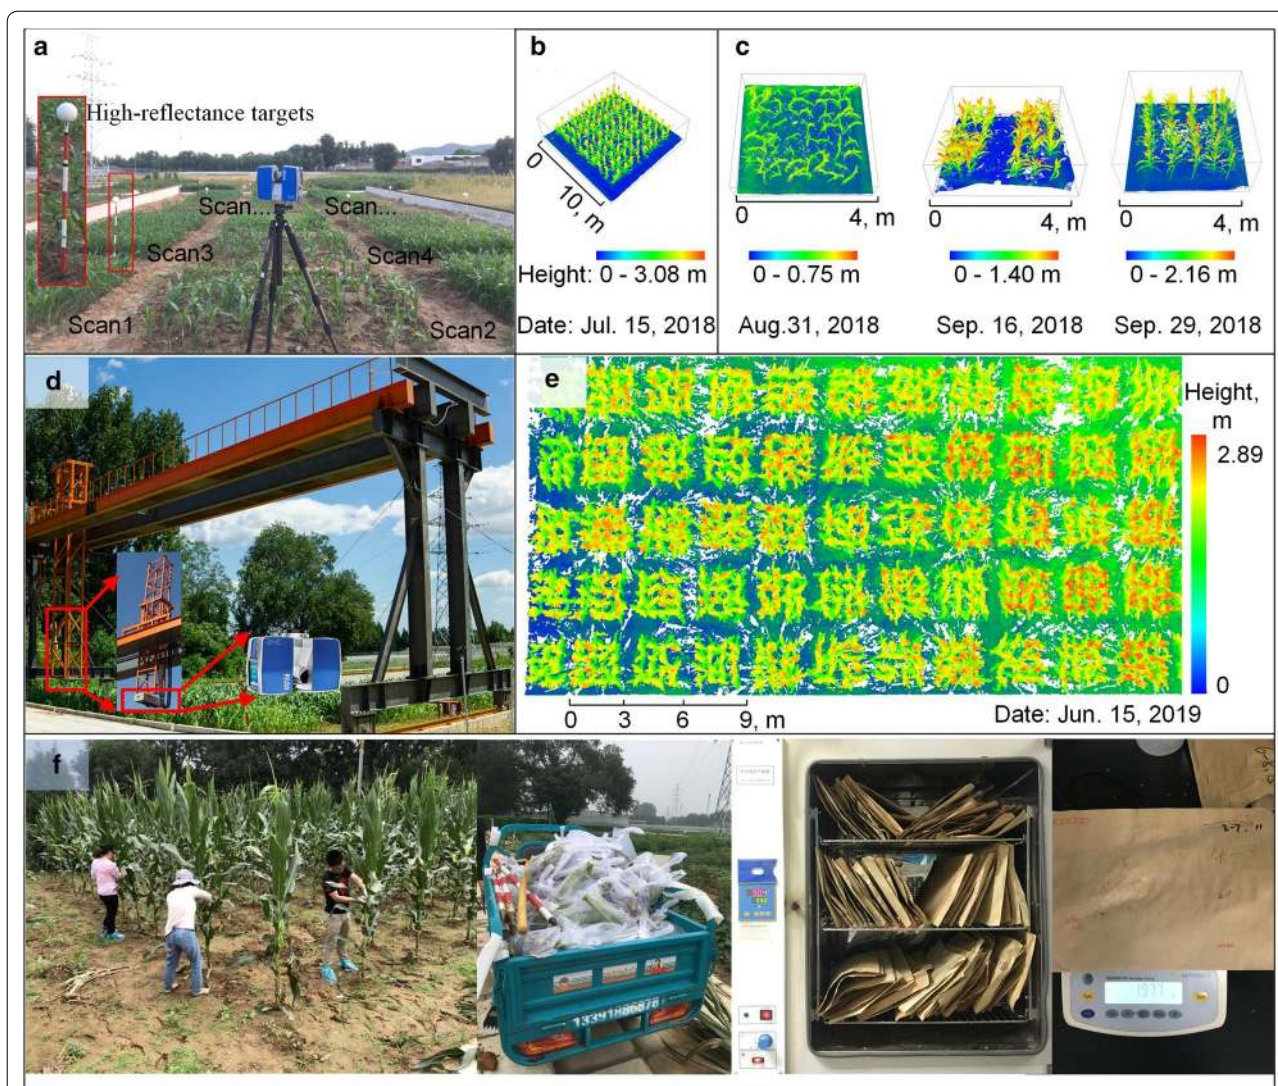 a
High-reflectance targets
Scan...
Scan...
Scan3
Scan4
Scan1
Scan2
b
0
10, m
Height: 0 - 3.08 m
Date: Jul. 15, 2018
c
0
4, m
0
4, m
0
4, m
0 - 0.75 m
0 - 1.40 m
0 - 2.16 m
Aug.31, 2018
Sep. 16, 2018
Sep. 29, 2018
d
e
Height,
m
2.89
0
0
3
6
9, m
Date: Jun. 15, 2019
f
13391886878